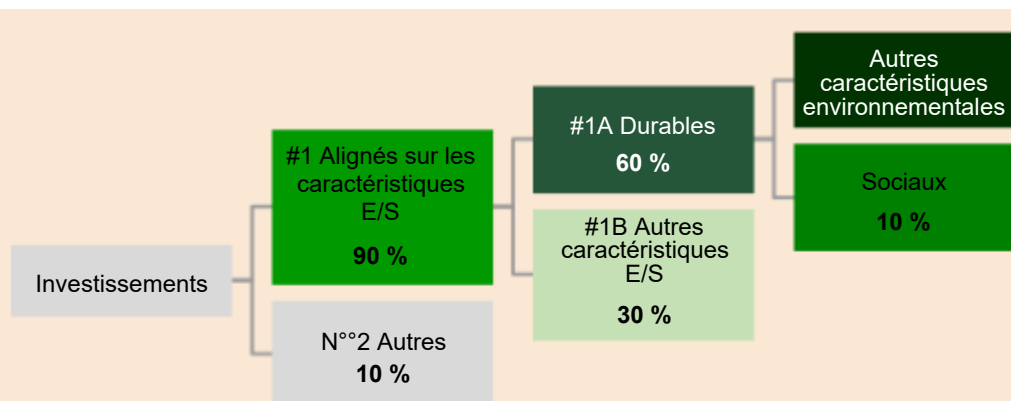 Investissements
#1 Alignés sur les
caractéristiques
E/S
90 %
N°°2 Autres
10 %
#1A Durables
60 %
#1B Autres
caractéristiques
E/S
30 %
Autres
caractéristiques
environnementales
Sociaux
10 %